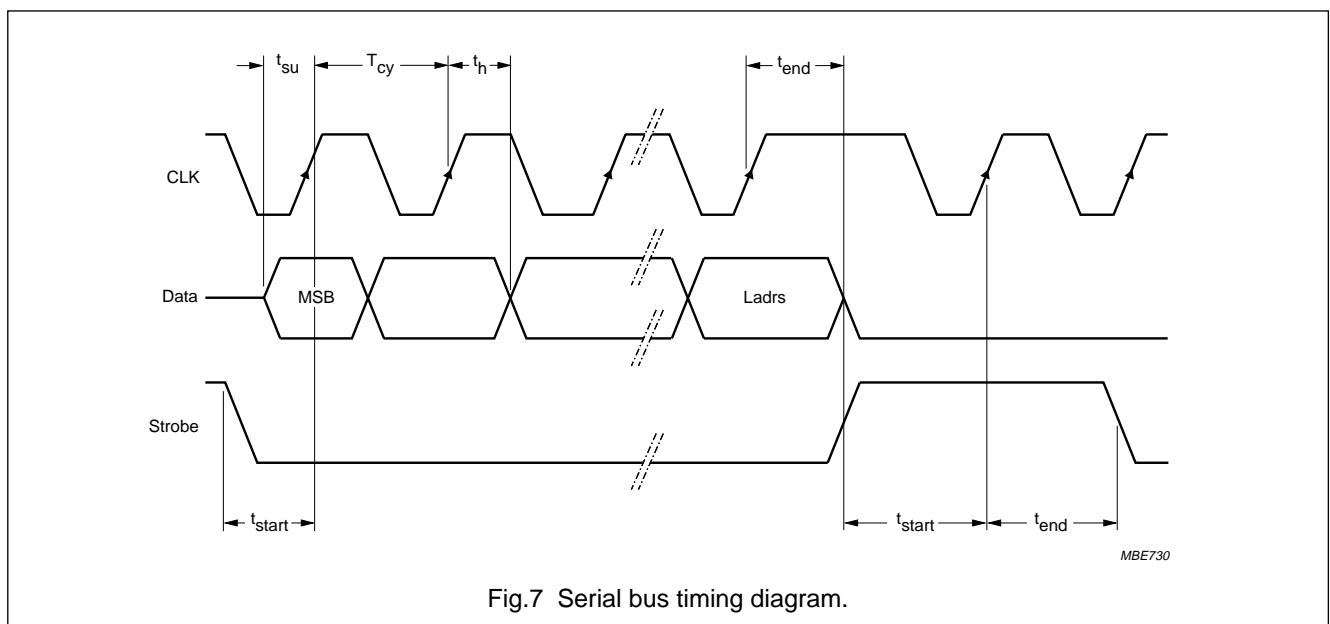 tsu Tcy th tend
CLK
Data MSB Ladrs
Strobe
tstart tstart tend
MBE730
Fig.7 Serial bus timing diagram.